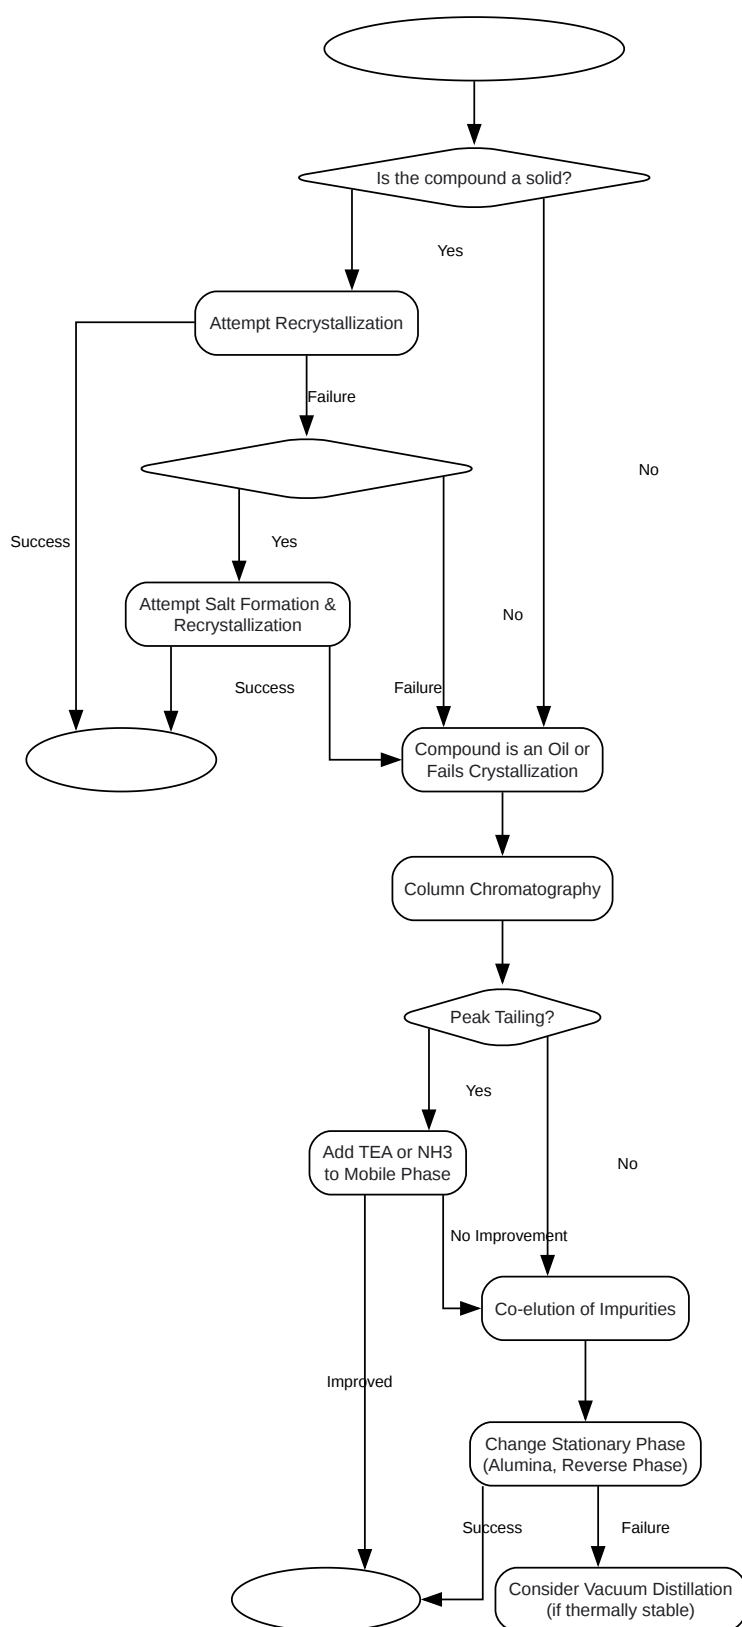 Is the compound a solid?
Yes
Attempt Recrystallization
Failure
No
Success
Yes
Attempt Salt Formation &
Recrystallization
No
Success
Failure
Compound is an Oil or
Fails Crystallization
Column Chromatography
Peak Tailing?
Yes
Add TEA or NH3
to Mobile Phase
No
No Improvement
Co-elution of Impurities
Improved
Change Stationary Phase
(Alumina, Reverse Phase)
Success
Failure
Consider Vacuum Distillation
(if thermally stable)